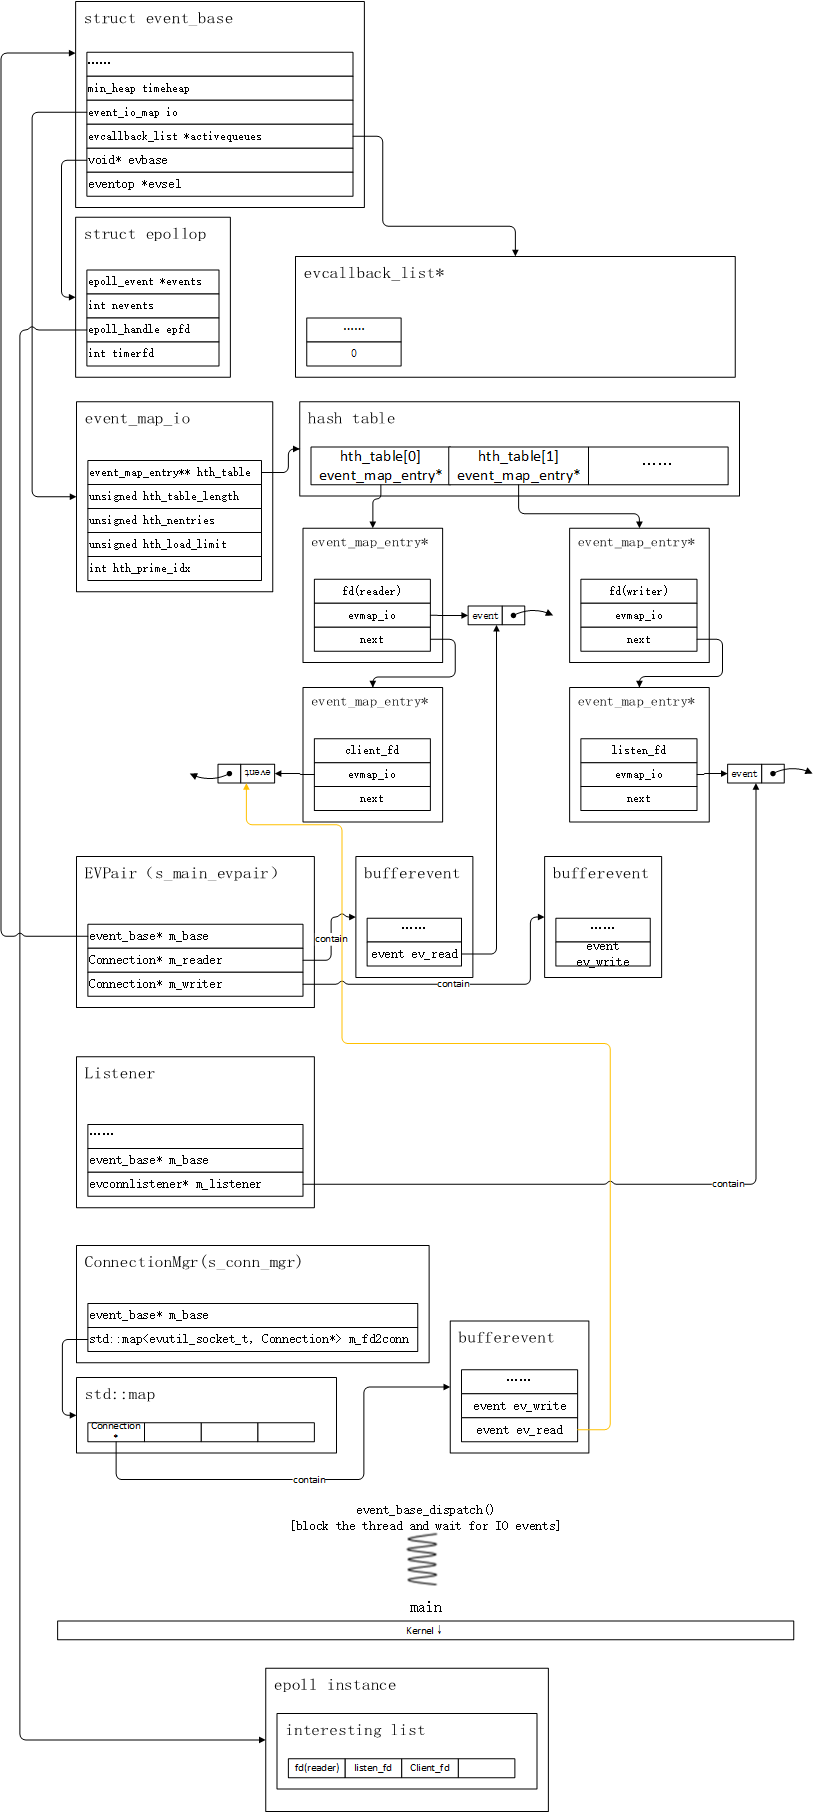 struct event_base
......
min_heap timeheap
event_io_map io
evcallback_list *activequeues
void* evbase
eventop *evsel
struct epollop
epoll_event *events
int nevents
epoll_handle epfd
int timerfd
evcallback_list*
......
0
event_map_io
event_map_entry** hth_table
unsigned hth_table_length
unsigned hth_nentries
unsigned hth_load_limit
int hth_prime_idx
hash table
hth_table[0]
event_map_entry*
hth_table[1]
event_map_entry*
......
event_map_entry*
fd(reader)
evmap_io
next
event
event_map_entry*
fd(writer)
evmap_io
next
event_map_entry*
client_fd
evmap_io
next
event
event_map_entry*
listen_fd
evmap_io
next
event
EVPair (s_main_evpair)
event_base* m_base
Connection* m_reader
Connection* m_writer
contain
contain
bufferevent
......
event ev_read
bufferevent
......
event
ev_write
Listener
......
event_base* m_base
evconnlistener* m_listener
contain
ConnectionMgr(s_conn_mgr)
event_base* m_base
std::map<evutil_socket_t, Connection*> m_fd2conn
std::map
Connection
*
contain
bufferevent
......
event ev_write
event ev_read
event_base_dispatch()
[block the thread and wait for IO events]
main
Kernel ↓
epoll instance
interesting list
fd(reader)
listen_fd
Client_fd